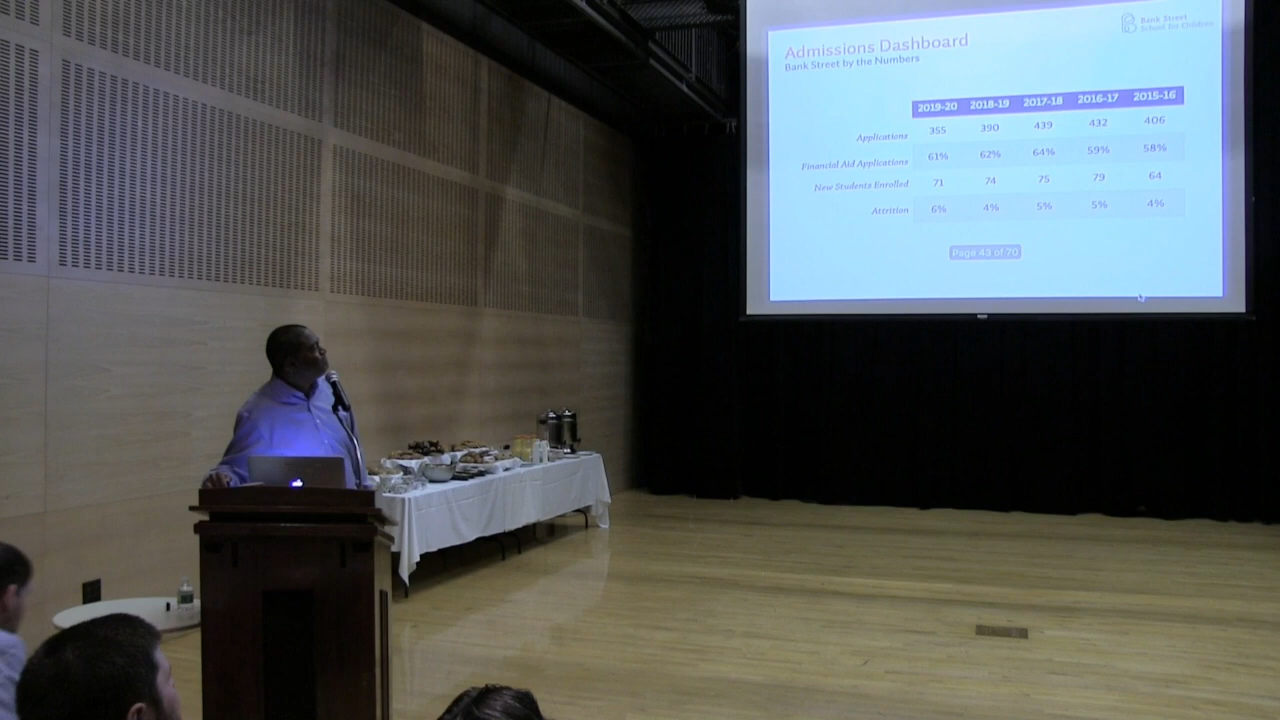 Bank Street
School for Children
Admissions Dashboard
Bank Street by the Numbers
2019-20 2018-19 2017-18 2016-17 2015-16
Applications 355 390 439 432 406
Financial Aid Applications 61% 62% 64% 59% 58%
New Students Enrolled 71 74 75 79 64
Attrition 6% 4% 5% 5% 4%
Page 43 of 70